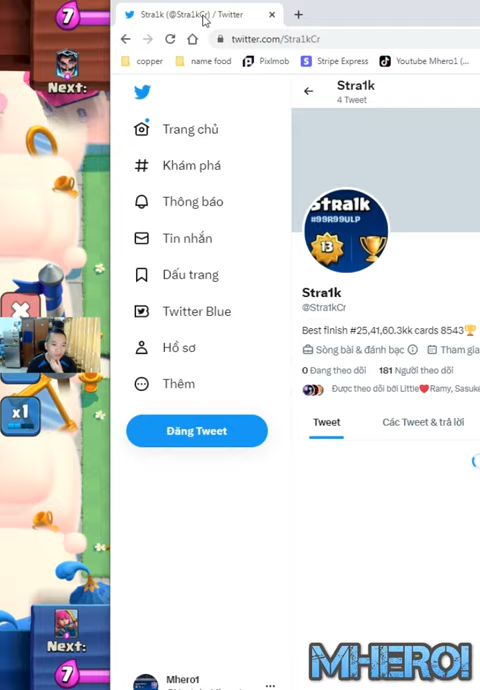 7
Next:
Stra1k (@Stra1kCr) / Twitter
twitter.com/Stra1kCr
copper
name food
Pixlmob
Stripe Express
Youtube Mhero1 (...
Stra1k
4 Tweet
Trang chủ
Khám phá
Thông báo
Tin nhắn
Dấu trang
Twitter Blue
Hồ sơ
Thêm
Đăng Tweet
x1
Stra1k
#99R99ULP
13
Stra1k
@Stra1kCr
Best finish #25,41,60.3kk cards 8543🏆
Sòng bài & đánh bạc
Tham gia
0 Đang theo dõi
181 Người theo dõi
Được theo dõi bởi Little❤️Ramy, Sasuke
Tweet
Các Tweet & trả lời
Next:
7
Mhero1
MHERO1